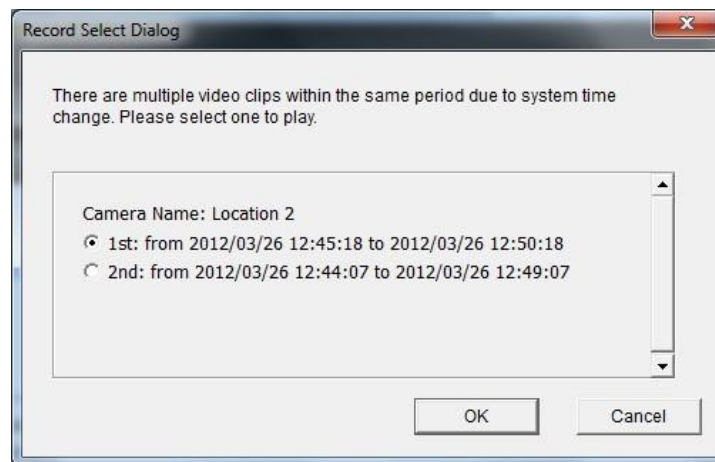 Record Select Dialog
There are multiple video clips within the same period due to system time
change. Please select one to play.
Camera Name: Location 2
1st: from 2012/03/26 12:45:18 to 2012/03/26 12:50:18
2nd: from 2012/03/26 12:44:07 to 2012/03/26 12:49:07
OK
Cancel